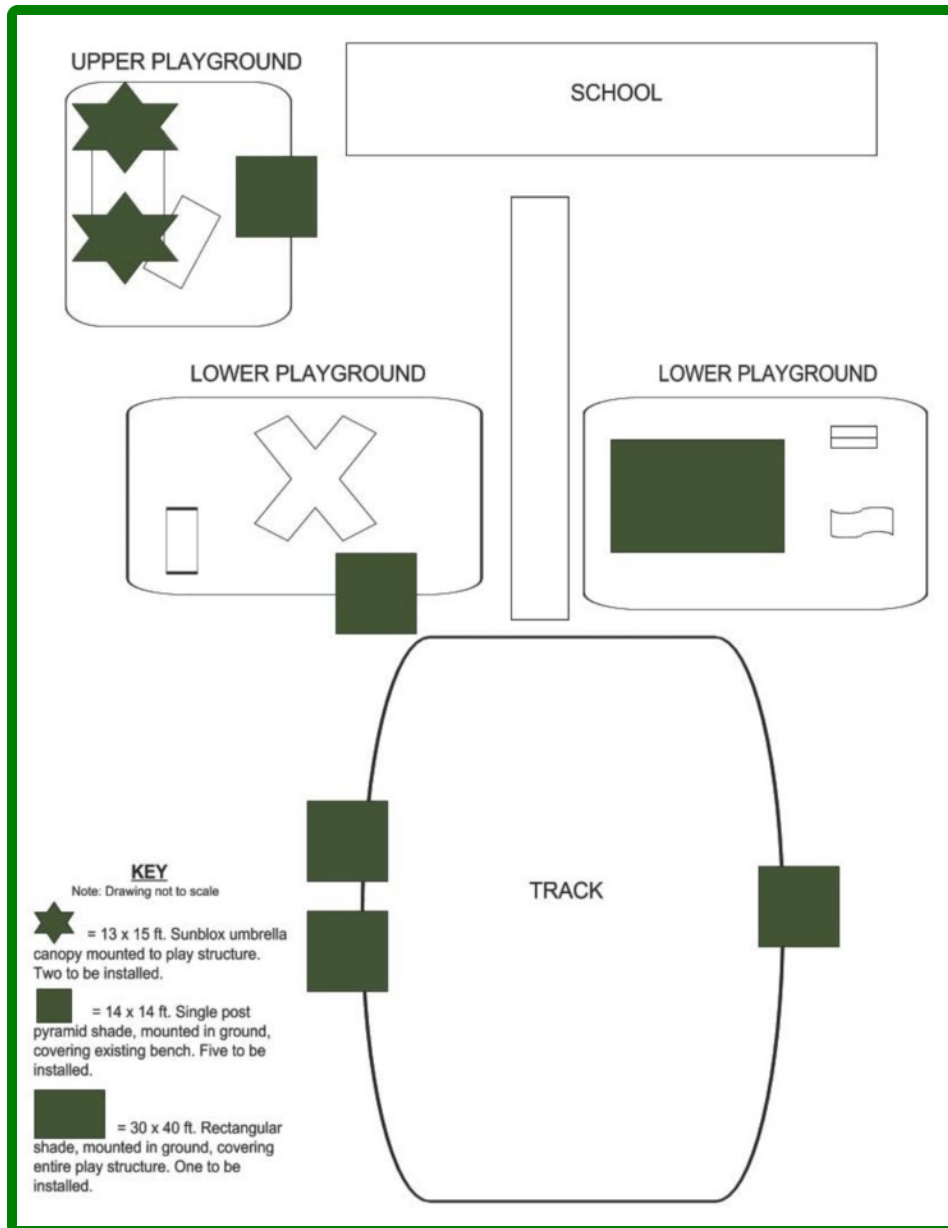 UPPER PLAYGROUND
SCHOOL
LOWER PLAYGROUND
LOWER PLAYGROUND
TRACK
KEY
Note: Drawing not to scale
= 13 x 15 ft. Sunblox umbrella
canopy mounted to play structure.
Two to be installed.
= 14 x 14 ft. Single post
pyramid shade, mounted in ground,
covering existing bench. Five to be
installed.
= 30 x 40 ft. Rectangular
shade, mounted in ground, covering
entire play structure. One to be
installed.